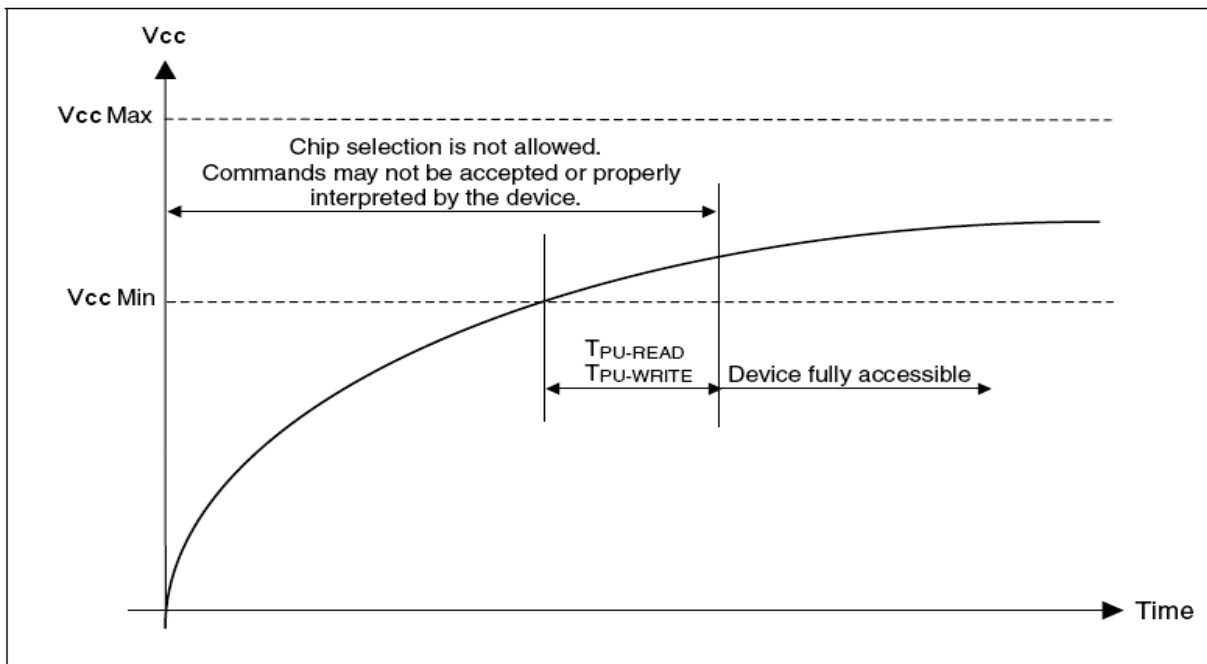 Vcc
Vcc Max
Chip selection is not allowed.
Commands may not be accepted or properly
interpreted by the device.
Vcc Min
TPU-READ
TPU-WRITE
Device fully accessible
Time